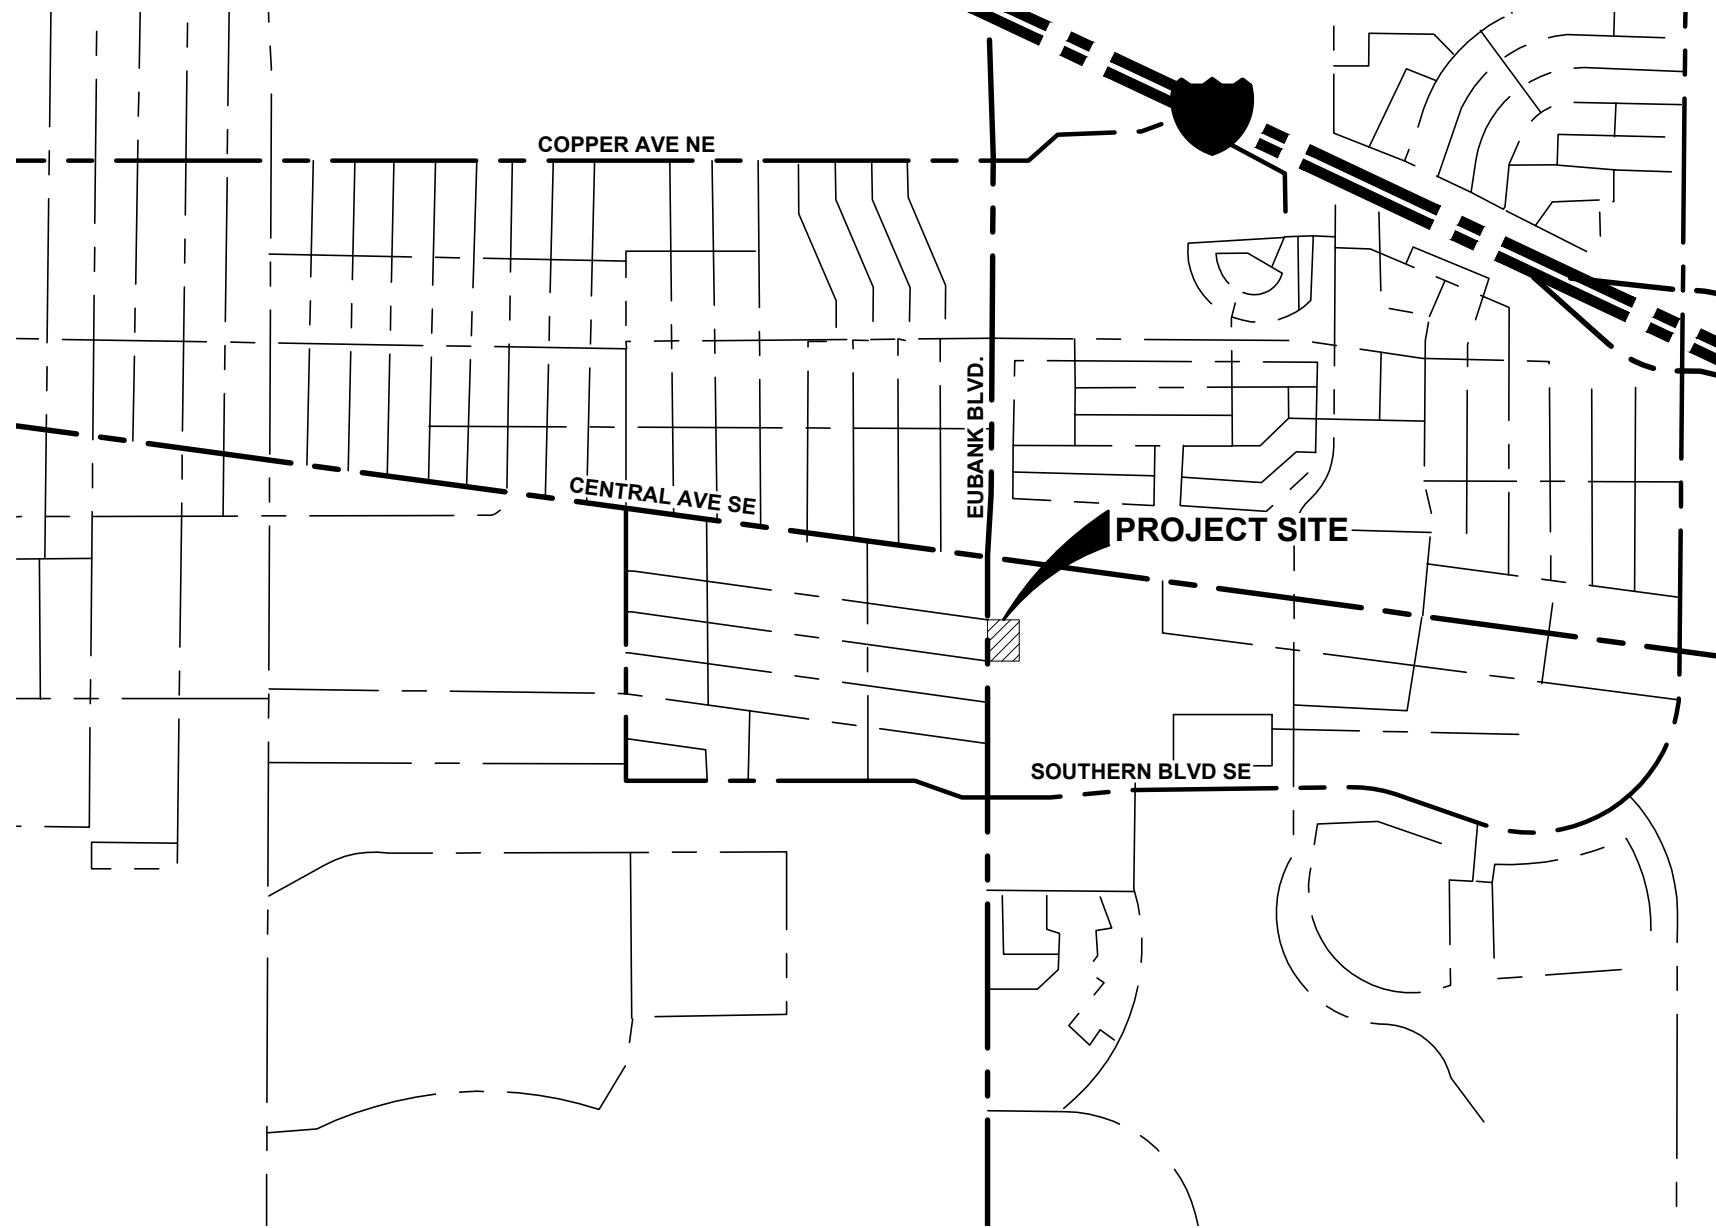 COPPER AVE NE
EUBANK BLVD.
CENTRAL AVE SE
PROJECT SITE
SOUTHERN BLVD SE